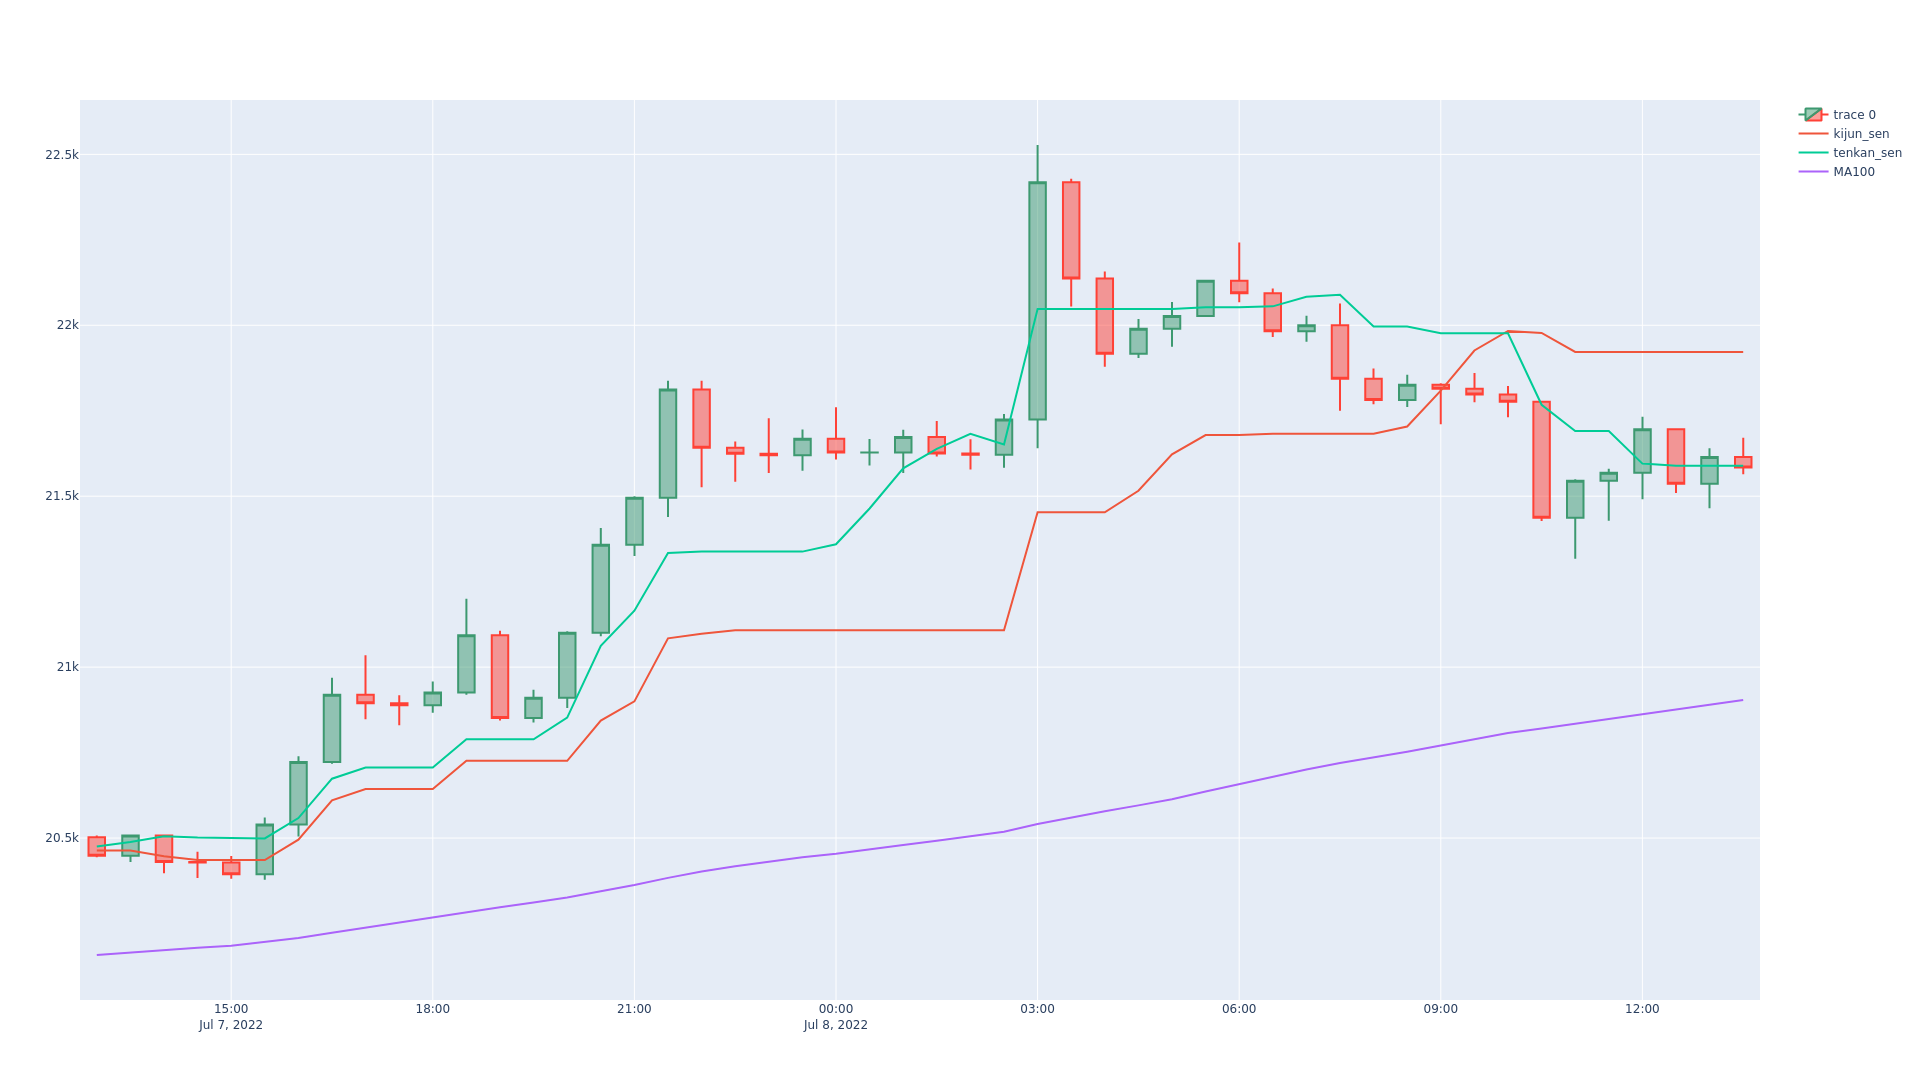 22.5k
22k
21.5k
21k
20.5k
15:00
Jul 7, 2022
18:00
21:00
00:00
Jul 8, 2022
03:00
06:00
09:00
12:00
trace 0
kijun_sen
tenkan_sen
MA100